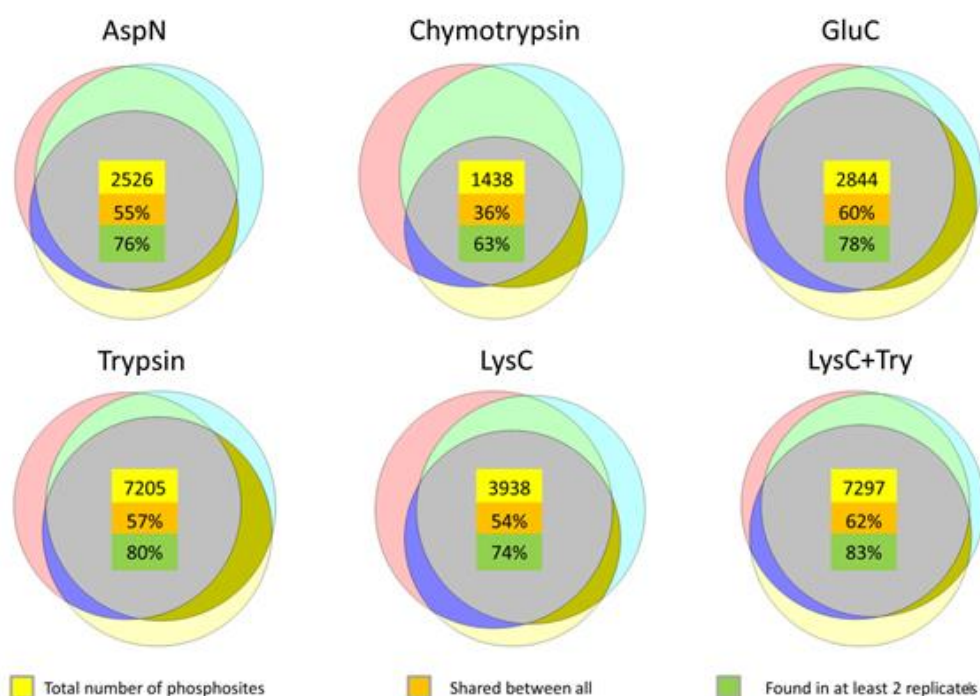 AspN Chymotrypsin GluC
2526 1438 2844
55% 36% 60%
76% 63% 78%
Trypsin LysC LysC+Try
7205 3938 7297
57% 54% 62%
80% 74% 83%
Total number of phosphosites Shared between all Found in at least 2 replicates